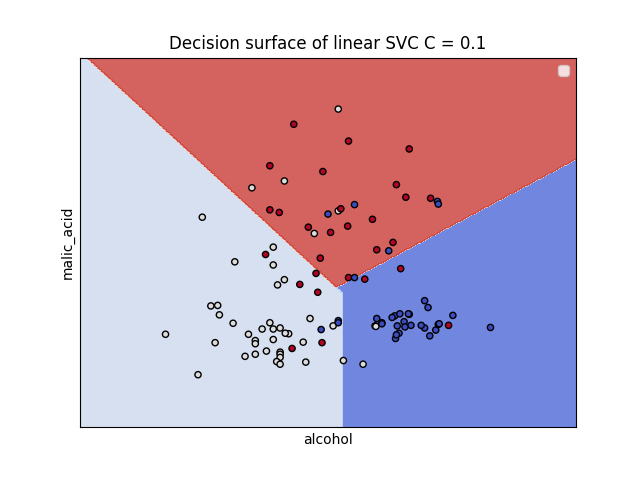 Decision surface of linear SVC C = 0.1
malic_acid
alcohol